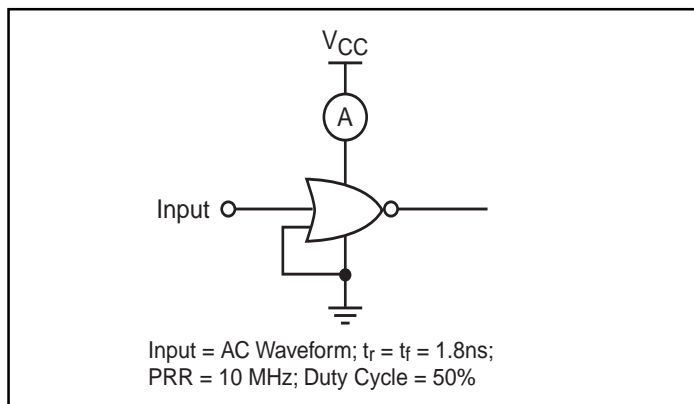 VCC
A
Input
Input = AC Waveform; tr = tf = 1.8ns;
PRR = 10 MHz; Duty Cycle = 50%